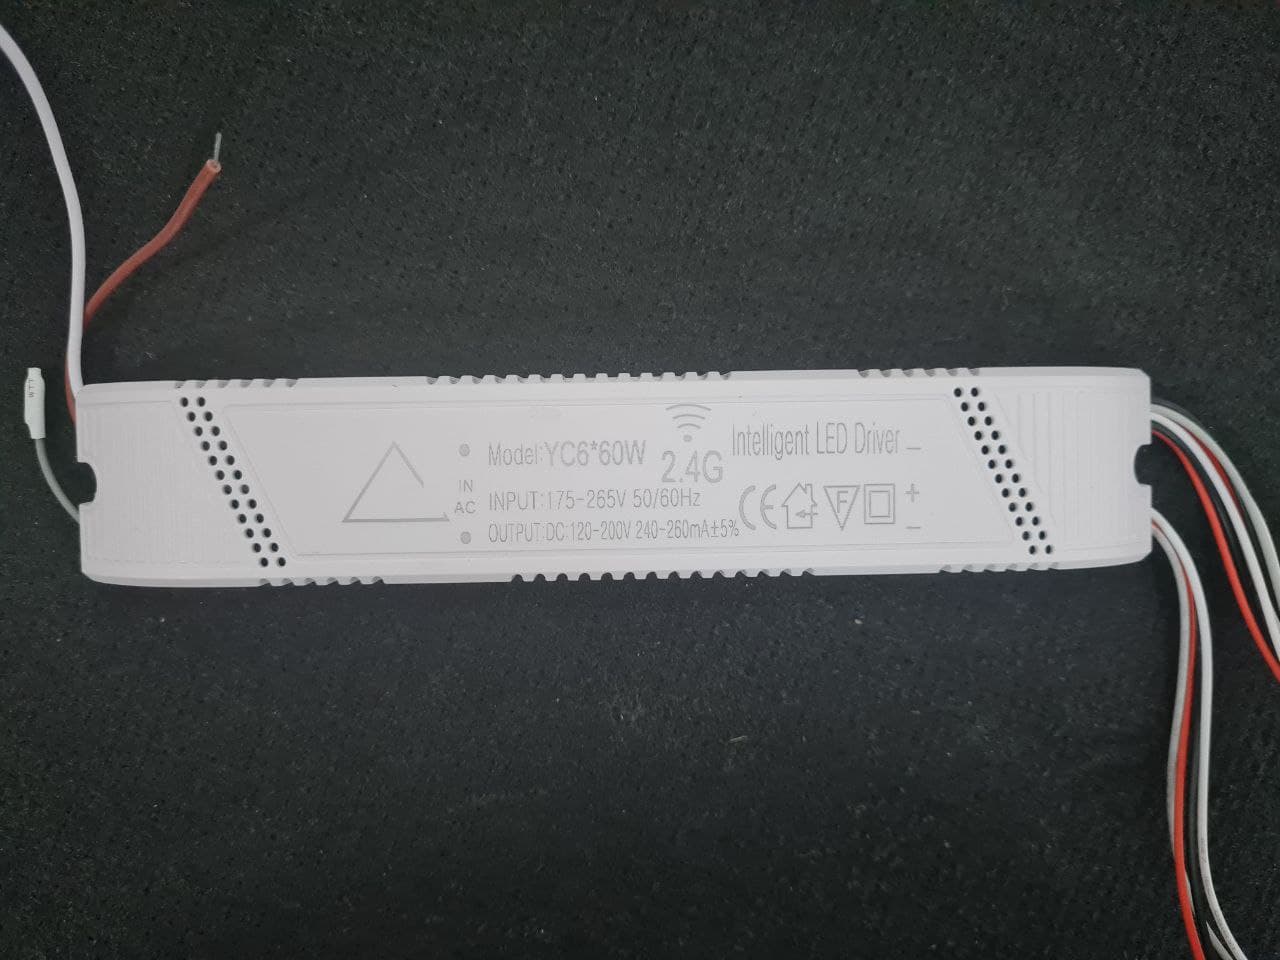 WTT
IN
AC
Model:YC6*60W
2.4G
Intelligent LED Driver -
INPUT:175-265V 50/60Hz
OUTPUT:DC:120-200V 240-260mA±5%
CE
F
+
-